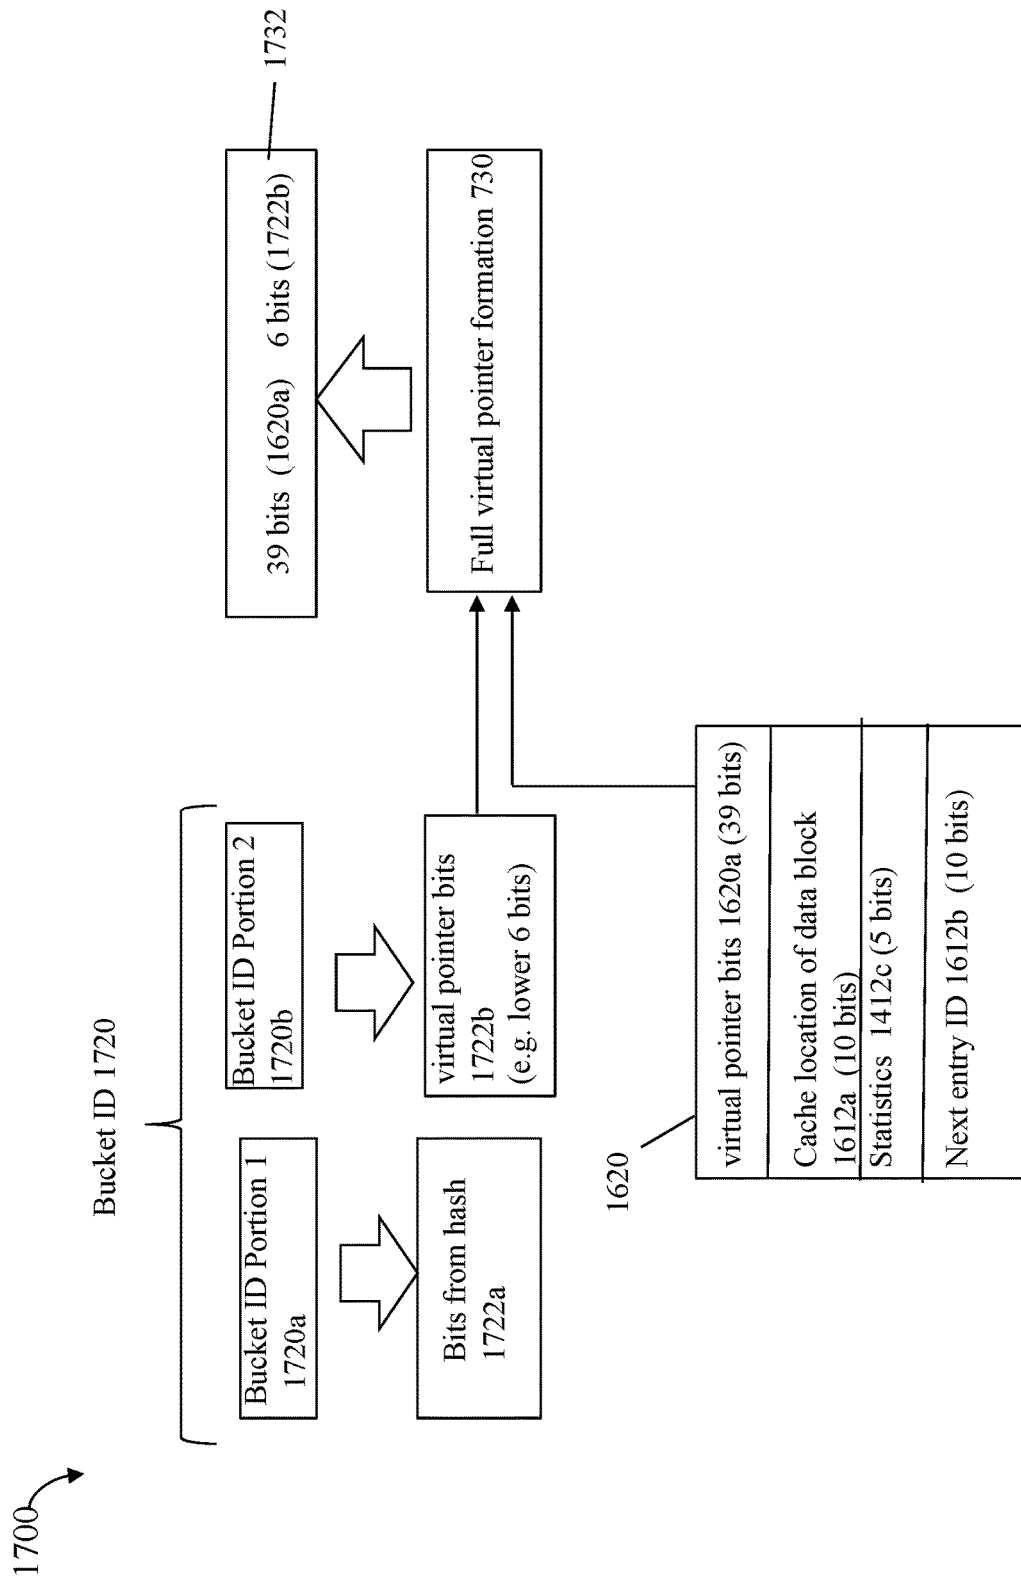 1700
Bucket ID 1720
Bucket ID Portion 1
1720a
Bucket ID Portion 2
1720b
Bits from hash
1722a
virtual pointer bits
1722b
(e.g. lower 6 bits)
39 bits (1620a) 6 bits (1722b)
1732
Full virtual pointer formation 730
1620
virtual pointer bits 1620a (39 bits)
Cache location of data block
1612a (10 bits)
Statistics 1412c (5 bits)
Next entry ID 1612b (10 bits)